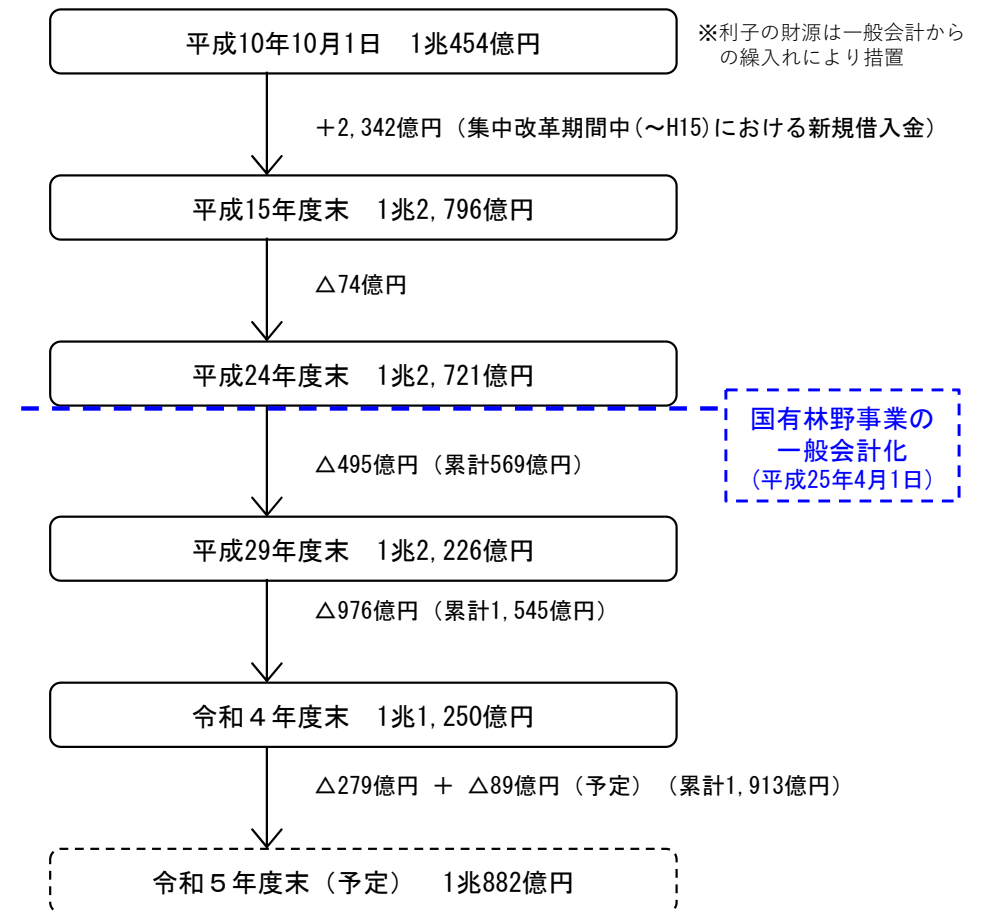 平成10年10月1日　1兆454億円
※利子の財源は一般会計から
の繰入れにより措置
＋2,342億円（集中改革期間中(～H15)における新規借入金）
平成15年度末　1兆2,796億円
△74億円
平成24年度末　1兆2,721億円
国有林野事業の
一般会計化
（平成25年4月1日）
△495億円（累計569億円）
平成29年度末　1兆2,226億円
△976億円（累計1,545億円）
令和４年度末　1兆1,250億円
△279億円 ＋ △89億円（予定）（累計1,913億円）
令和５年度末（予定）　1兆882億円